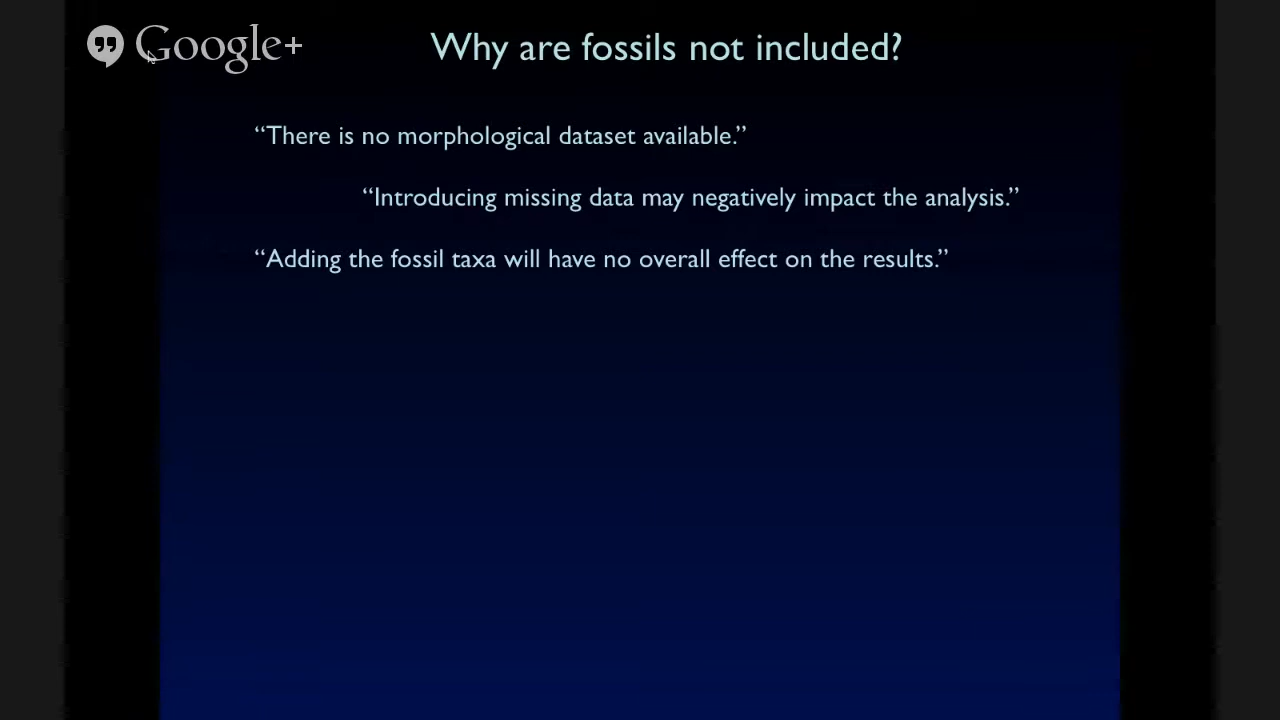 Google+
Why are fossils not included?
“There is no morphological dataset available.”
“Introducing missing data may negatively impact the analysis.”
“Adding the fossil taxa will have no overall effect on the results.”